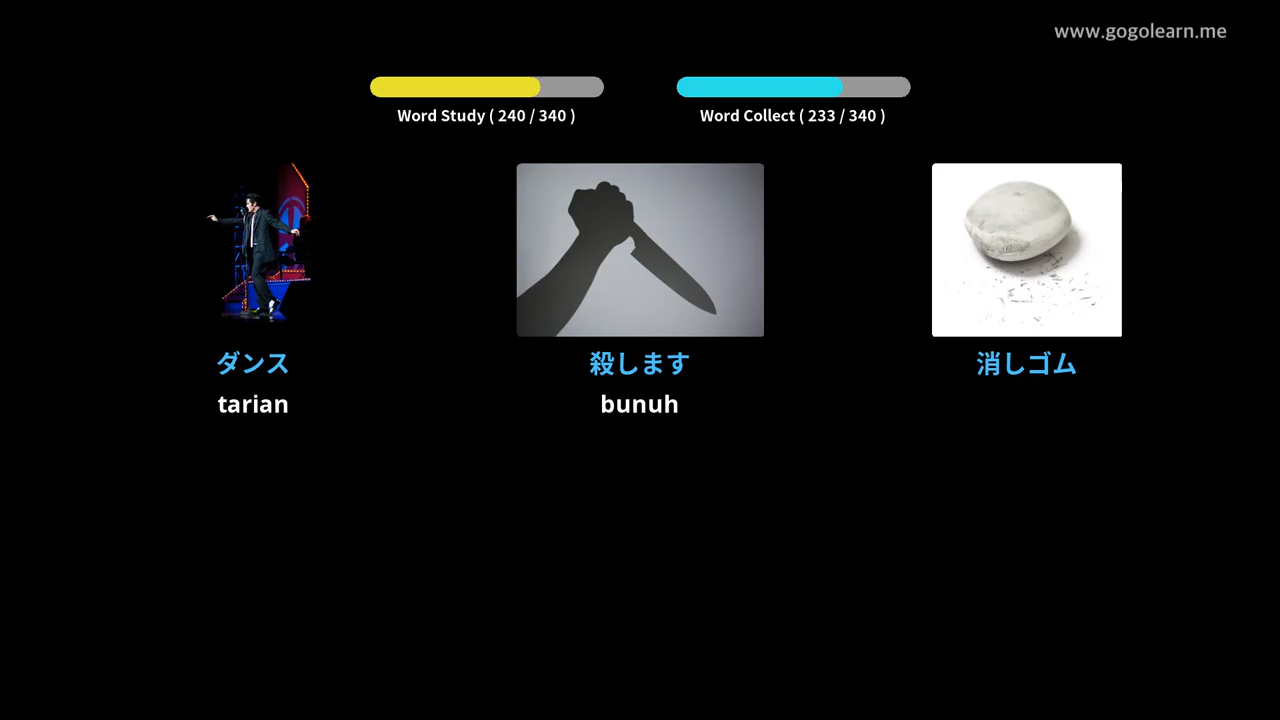 www.gogolearn.me
Word Study ( 240 / 340 )
Word Collect ( 233 / 340 )
ダンス
殺します
消しゴム
tarian
bunuh